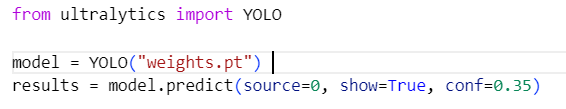 from ultralytics import YOLO
model = YOLO("weights.pt")
results = model.predict(source=0, show=True, conf=0.35)